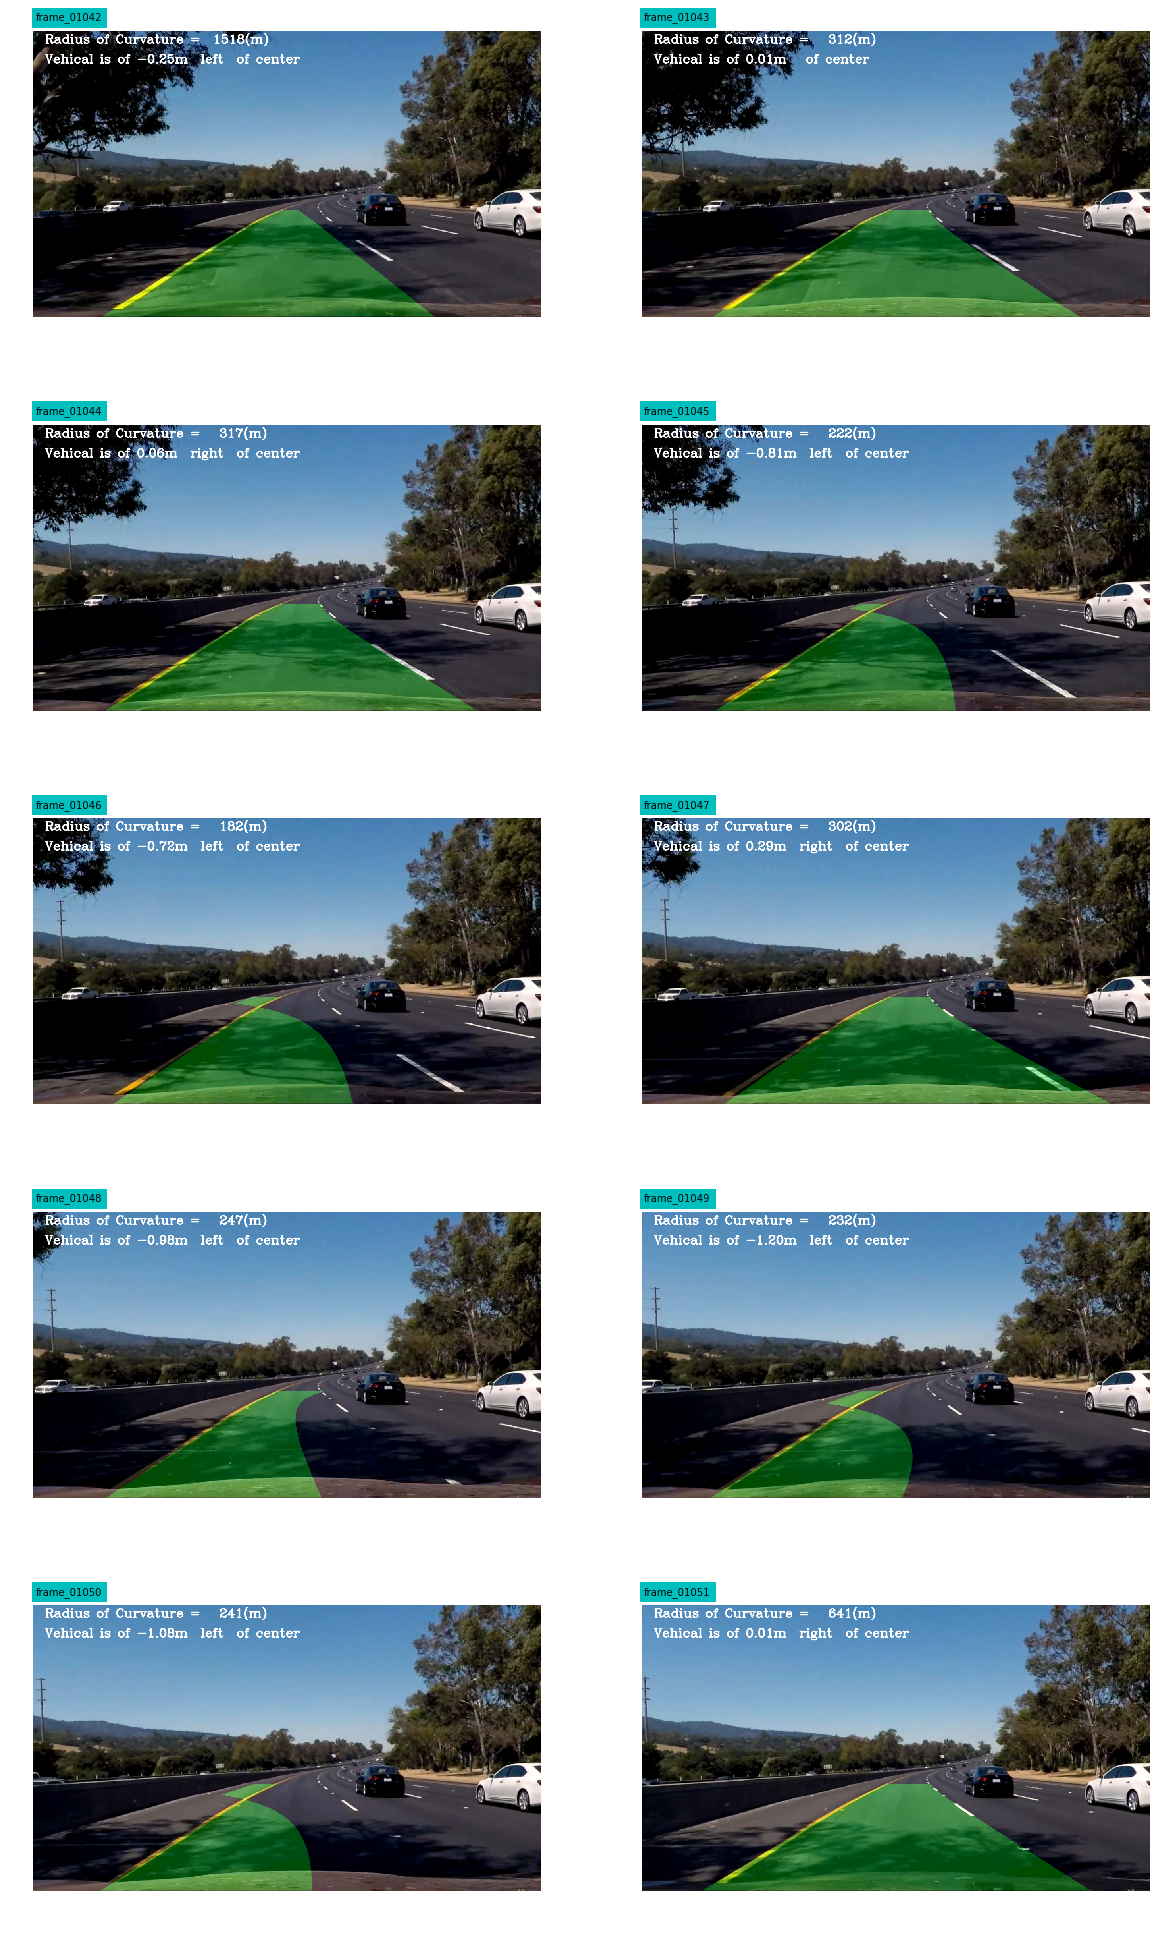 frame_01042
Radius of Curvature = 1518(m)
Vehical is of -0.25m left of center
frame_01043
Radius of Curvature = 312(m)
Vehical is of 0.01m of center
frame_01044
Radius of Curvature = 317(m)
Vehical is of 0.06m right of center
frame_01045
Radius of Curvature = 222(m)
Vehical is of -0.81m left of center
frame_01046
Radius of Curvature = 182(m)
Vehical is of -0.72m left of center
frame_01047
Radius of Curvature = 302(m)
Vehical is of 0.29m right of center
frame_01048
Radius of Curvature = 247(m)
Vehical is of -0.98m left of center
frame_01049
Radius of Curvature = 232(m)
Vehical is of -1.20m left of center
frame_01050
Radius of Curvature = 241(m)
Vehical is of -1.08m left of center
frame_01051
Radius of Curvature = 641(m)
Vehical is of 0.01m right of center